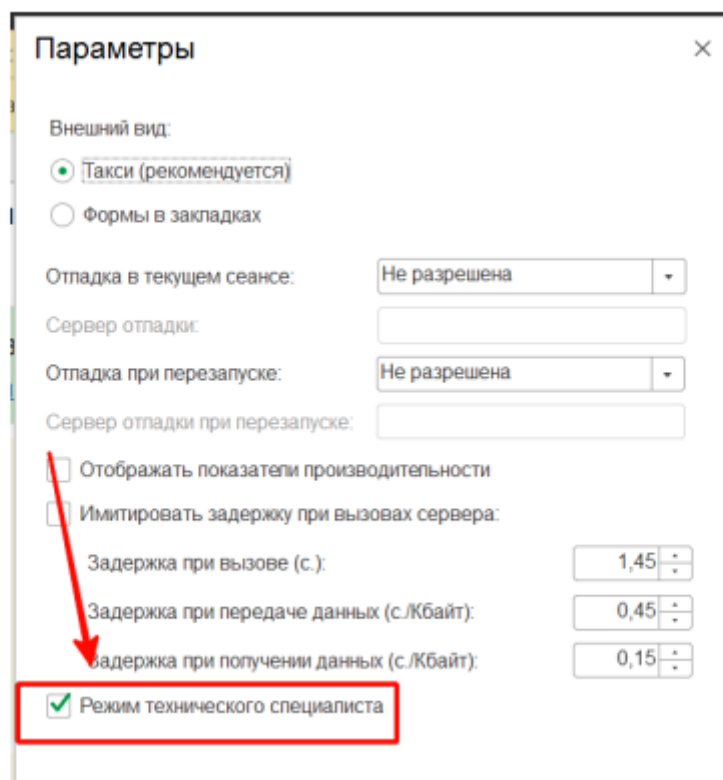 Параметры
Внешний вид:
Такси (рекомендуется)
Формы в закладках
Отладка в текущем сеансе: Не разрешена
Сервер отладки:
Отладка при перезапуске: Не разрешена
Сервер отладки при перезапуске:
Отображать показатели производительности
Имитировать задержку при вызовах сервера:
Задержка при вызове (с.): 1,45
Задержка при передаче данных (с./Кбайт): 0,45
Задержка при получении данных (с./Кбайт): 0,15
Режим технического специалиста